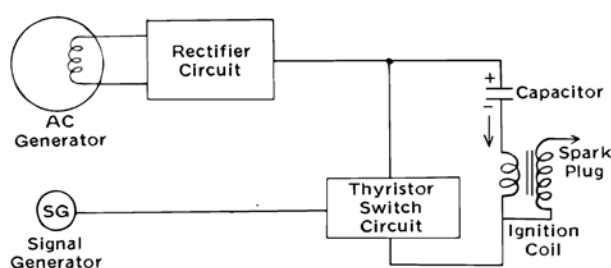 Rectifier
Circuit
AC
Generator
+
Capacitor
−
Spark
Plug
Thyristor
Switch
Circuit
SG
Signal
Generator
Ignition
Coil